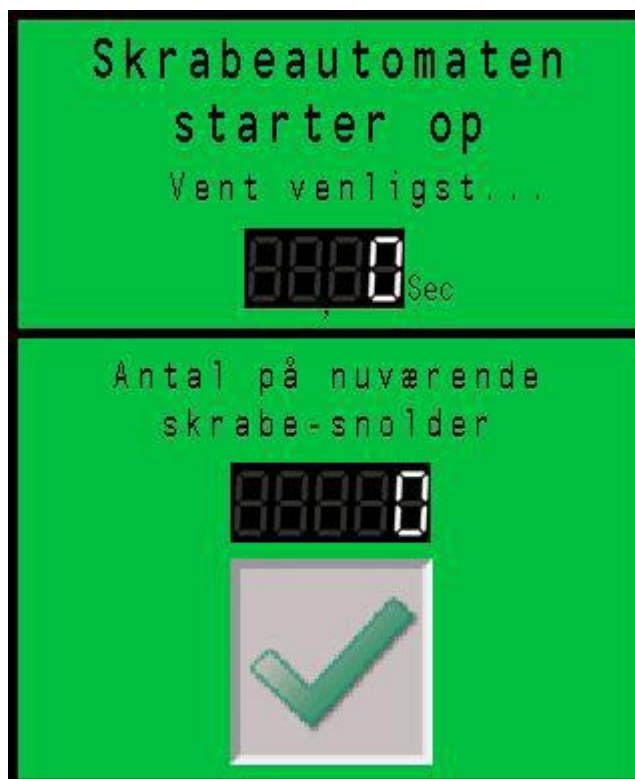 Skrabeautomaten
starter op
Vent venligst...
0 Sec
Antal på nuværende
skrabe-snolder
0